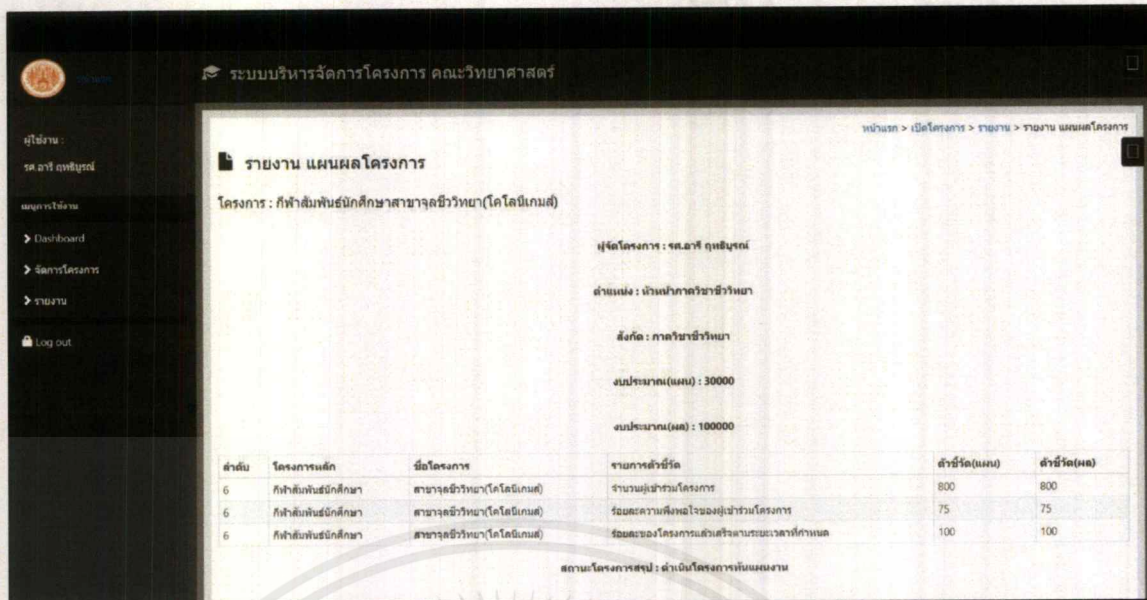 หน้าแรก
ระบบบริหารจัดการโครงการ คณะวิทยาศาสตร์
ผู้ใช้งาน :
รศ.อารี ฤทธิบูรณ์
เมนูการใช้งาน
Dashboard
จัดการโครงการ
รายงาน
Log out
หน้าแรก > เปิดโครงการ > รายงาน > รายงาน แผนผลโครงการ
รายงาน แผนผลโครงการ
โครงการ : กีฬาสัมพันธ์นักศึกษาสาขาจุลชีววิทยา(โคโลนีเกมส์)
ผู้จัดโครงการ : รศ.อารี ฤทธิบูรณ์
ตำแหน่ง : หัวหน้าภาควิชาชีววิทยา
สังกัด : ภาควิชาชีววิทยา
งบประมาณ(แผน) : 30000
งบประมาณ(ผล) : 100000
ลำดับ โครงการหลัก ชื่อโครงการ รายการตัวชี้วัด ตัวชี้วัด(แผน) ตัวชี้วัด(ผล)
6 กีฬาสัมพันธ์นักศึกษา สาขาจุลชีววิทยา(โคโลนีเกมส์) จำนวนผู้เข้าร่วมโครงการ 800 800
6 กีฬาสัมพันธ์นักศึกษา สาขาจุลชีววิทยา(โคโลนีเกมส์) ร้อยละความพึงพอใจของผู้เข้าร่วมโครงการ 75 75
6 กีฬาสัมพันธ์นักศึกษา สาขาจุลชีววิทยา(โคโลนีเกมส์) ร้อยละของโครงการแล้วเสร็จตามระยะเวลาที่กำหนด 100 100
สถานะโครงการสรุป : ดำเนินโครงการทันแผนงาน